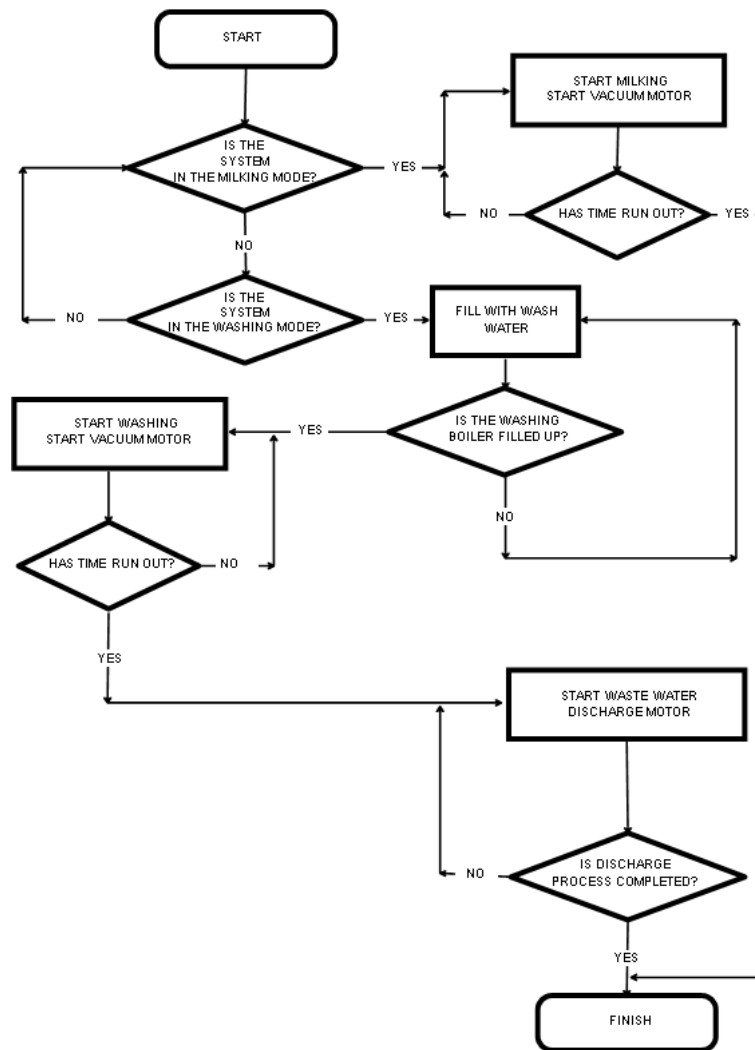 START
START MILKING
START VACUUM MOTOR
IS THE
SYSTEM
IN THE MILKING MODE?
YES
NO
HAS TIME RUN OUT?
YES
NO
IS THE
SYSTEM
IN THE WASHING MODE?
NO
YES
FILL WITH WASH
WATER
START WASHING
START VACUUM MOTOR
YES
IS THE WASHING
BOILER FILLED UP?
NO
HAS TIME RUN OUT?
NO
YES
START WASTE WATER
DISCHARGE MOTOR
IS DISCHARGE
PROCESS COMPLETED?
NO
YES
FINISH